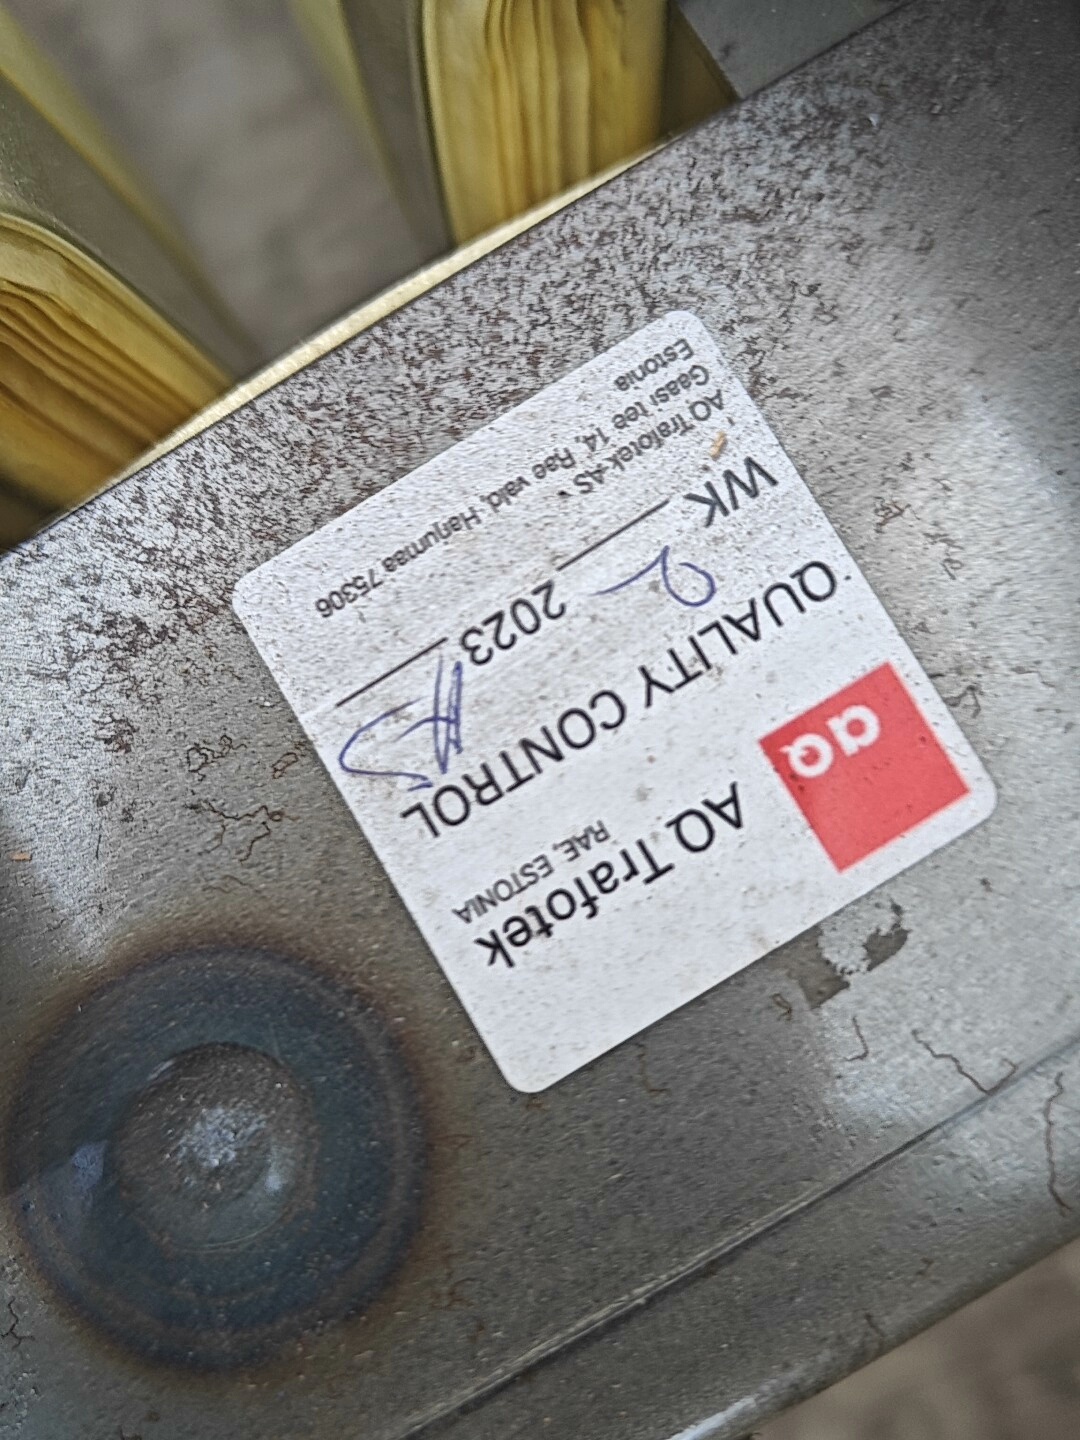 aQ
AQ Trafotek
RAE, ESTONIA
QUALITY CONTROL
WK 2 2023
AQ Trafotek AS
Gaasi tee 14, Rae vald, Harjumaa 75306
Estonia